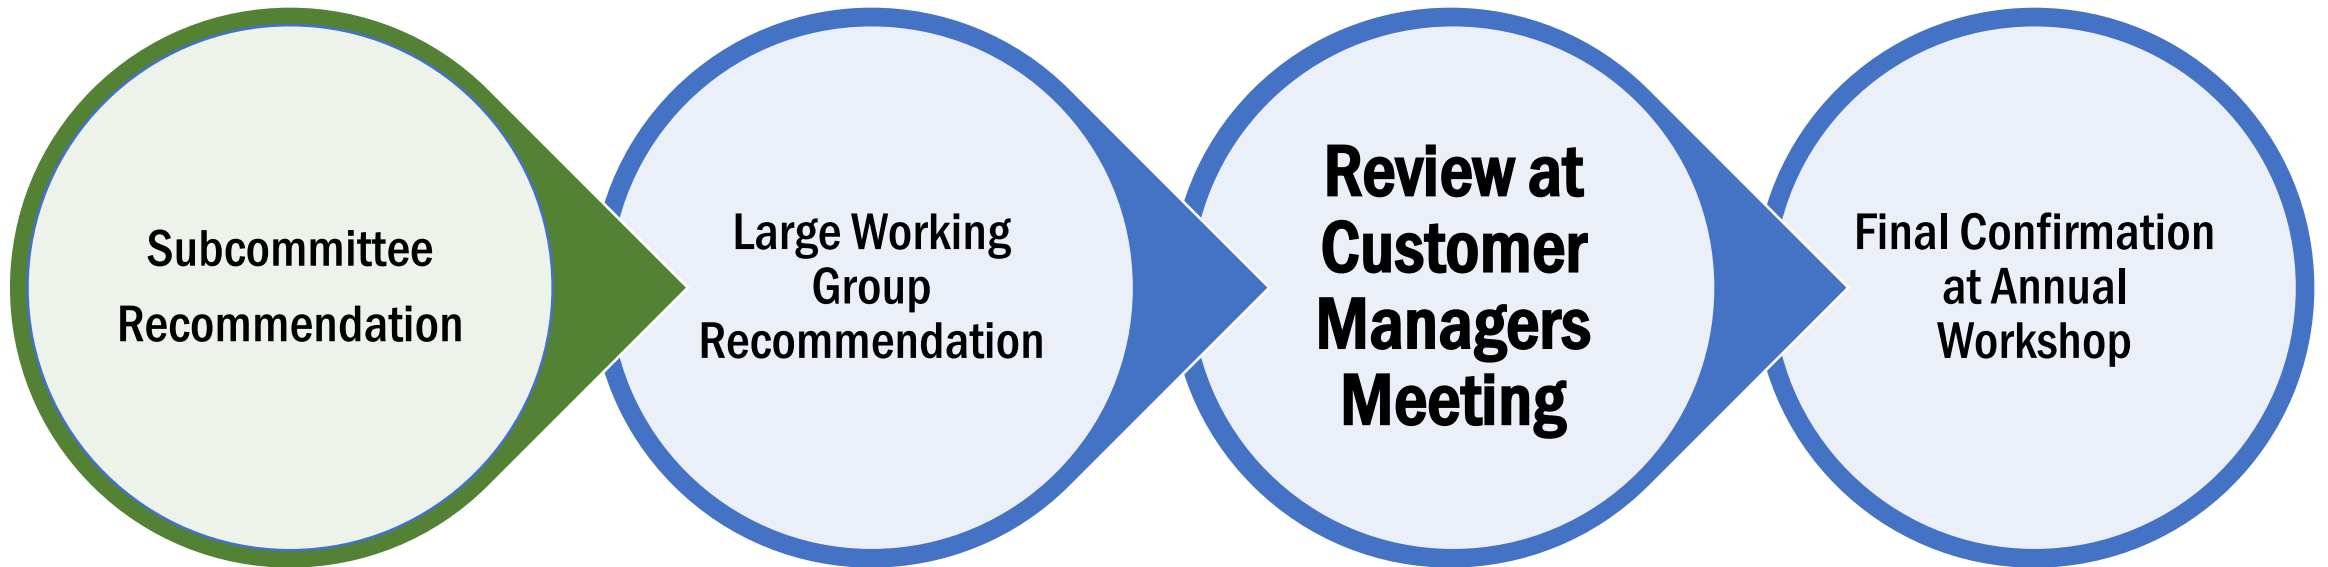 Subcommittee
Recommendation
Large Working
Group
Recommendation
Review at
Customer
Managers
Meeting
Final Confirmation
at Annual
Workshop